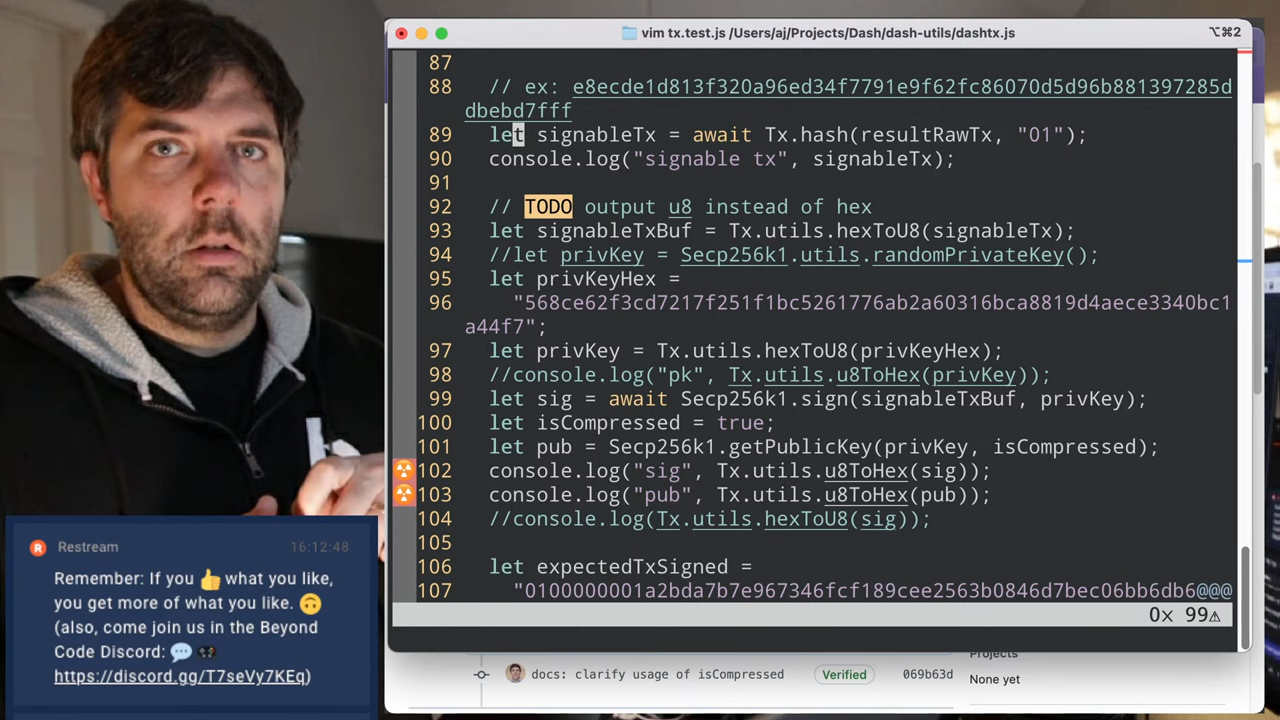 vim tx.test.js /Users/aj/Projects/Dash/dash-utils/dashtx.js
⌥⌘2
87
88 // ex: e8ecde1d813f320a96ed34f7791e9f62fc86070d5d96b881397285d
dbebd7fff
89 let signableTx = await Tx.hash(resultRawTx, "01");
90 console.log("signable tx", signableTx);
91
92 // TODO output u8 instead of hex
93 let signableTxBuf = Tx.utils.hexToU8(signableTx);
94 //let privKey = Secp256k1.utils.randomPrivateKey();
95 let privKeyHex =
96 "568ce62f3cd7217f251f1bc5261776ab2a60316bca8819d4aece3340bc1
a44f7";
97 let privKey = Tx.utils.hexToU8(privKeyHex);
98 //console.log("pk", Tx.utils.u8ToHex(privKey));
99 let sig = await Secp256k1.sign(signableTxBuf, privKey);
100 let isCompressed = true;
101 let pub = Secp256k1.getPublicKey(privKey, isCompressed);
102 console.log("sig", Tx.utils.u8ToHex(sig));
103 console.log("pub", Tx.utils.u8ToHex(pub));
104 //console.log(Tx.utils.hexToU8(sig));
105
106 let expectedTxSigned =
107 "0100000001a2bda7b7e967346fcf189cee2563b0846d7bec06bb6db6@@@
0× 99⚠
Restream 16:12:48
Remember: If you 👍 what you like,
you get more of what you like. 🙃
(also, come join us in the Beyond
Code Discord: 💬 🎮
https://discord.gg/T7seVy7KEq)
Projects
docs: clarify usage of isCompressed Verified 069b63d
None yet